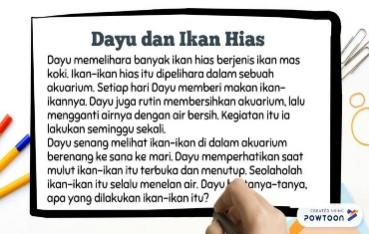 Dayu dan Ikan Hias
Dayu memelihara banyak ikan hias berjenis ikan mas
koki. Ikan-ikan hias itu dipelihara dalam sebuah
akuarium. Setiap hari Dayu memberi makan ikan-
ikannya. Dayu juga rutin membersihkan akuarium, lalu
mengganti airnya dengan air bersih. Kegiatan itu ia
lakukan seminggu sekali.
Dayu senang melihat ikan-ikan di dalam akuarium
berenang ke sana ke mari. Dayu memperhatikan saat
mulut ikan-ikan itu terbuka dan menutup. Seolaholah
ikan-ikan itu selalu menelan air. Dayu
apa yang dilakukan ikan-ikan itu?
CREATED USING
POWTOON